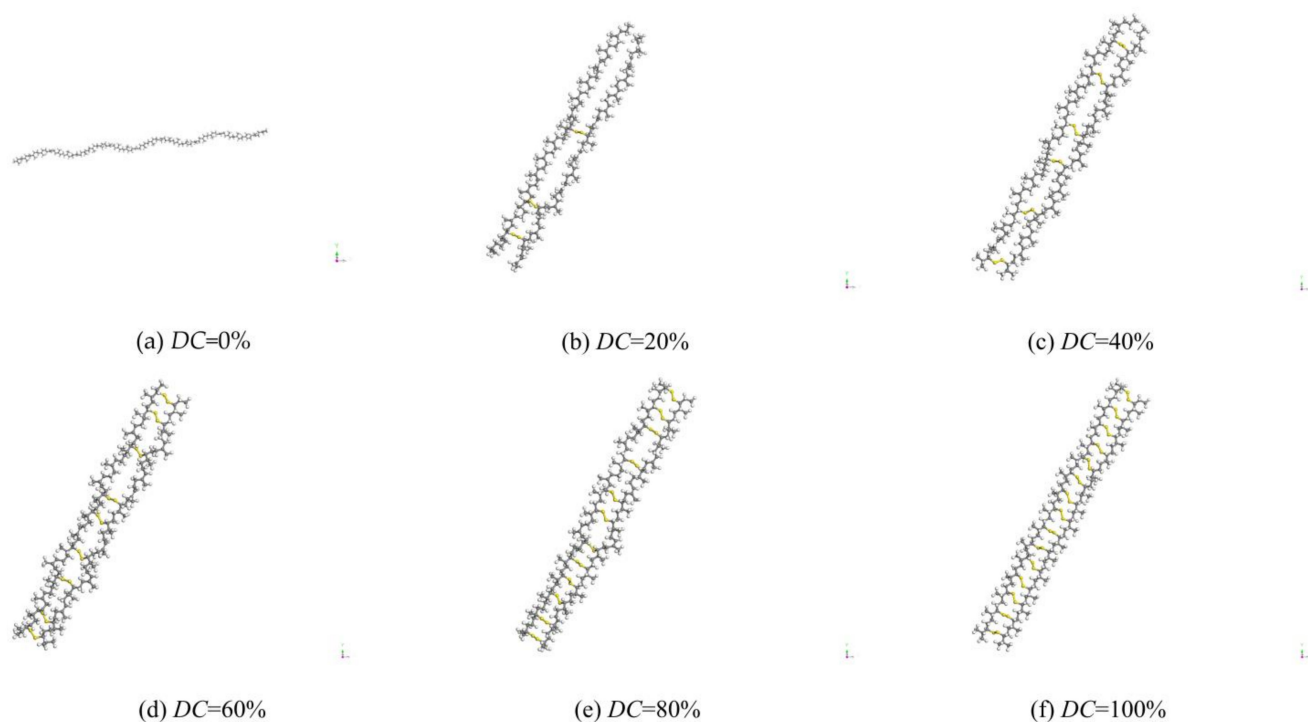 (a) DC=0%
(b) DC=20%
(c) DC=40%
(d) DC=60%
(e) DC=80%
(f) DC=100%